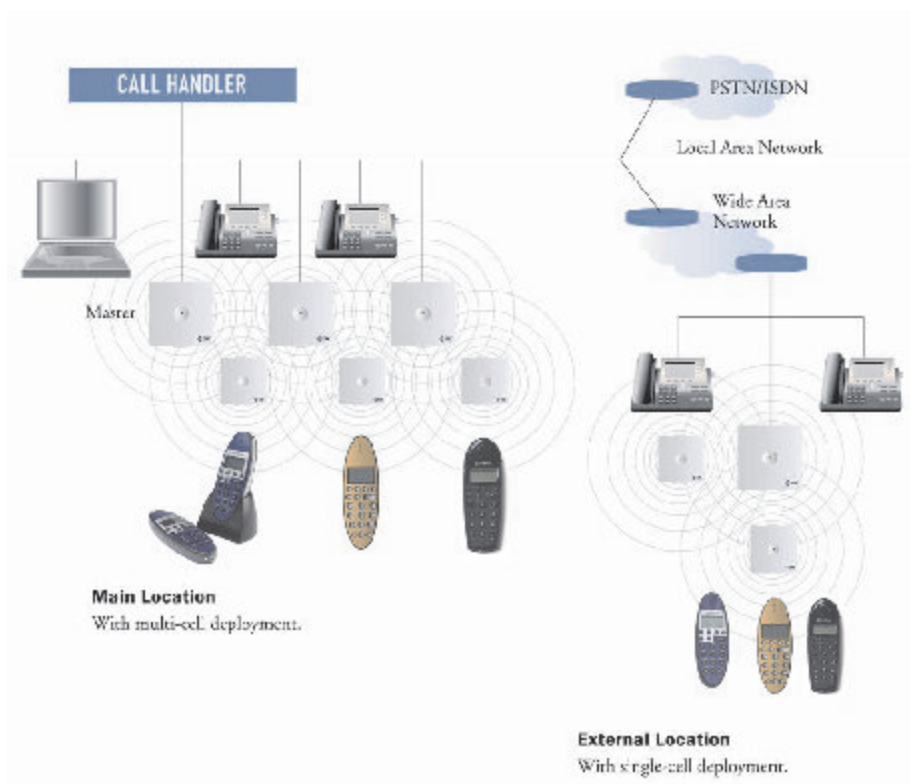 CALL HANDLER
PSTN/ISDN
Local Area Network
Wide Area
Network
Master
Main Location
With multi-cell deployment.
External Location
With single-cell deployment.